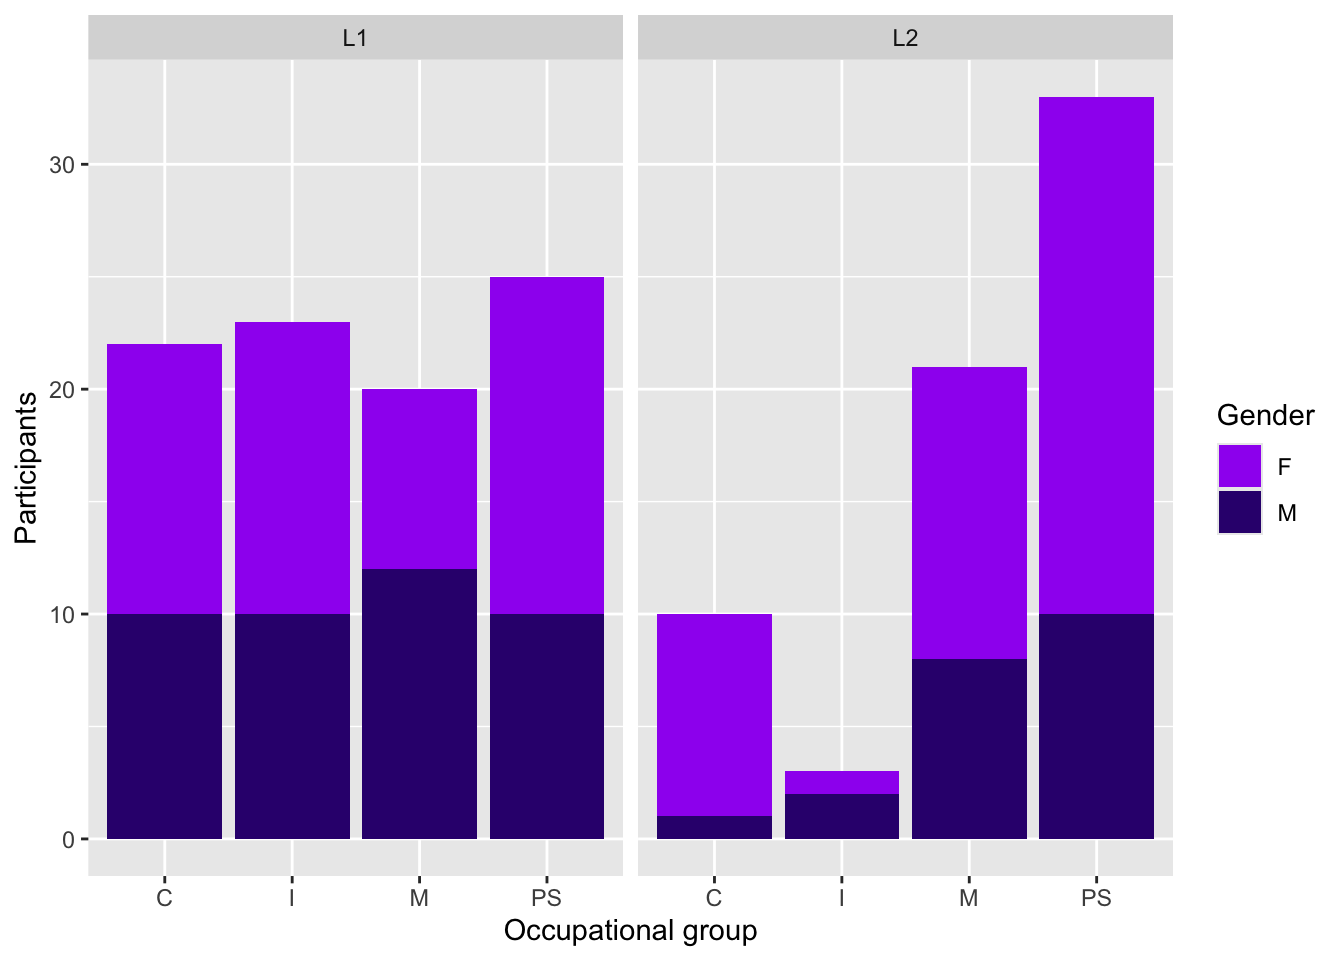 L1
L2
Participants
30
20
10
0
C
I
M
PS
C
I
M
PS
Occupational group
Gender
F
M